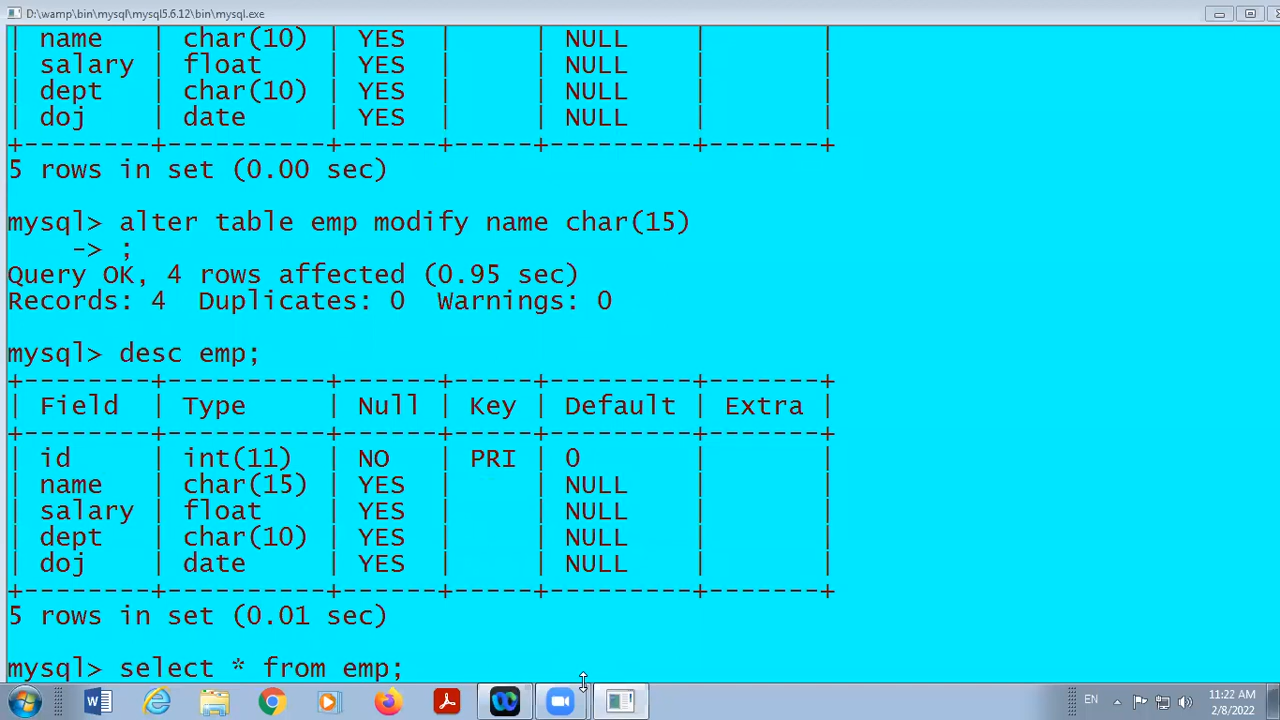 D:\wamp\bin\mysql\mysql5.6.12\bin\mysql.exe
| name   | char(10) | YES  |     | NULL    |       |
| salary | float    | YES  |     | NULL    |       |
| dept   | char(10) | YES  |     | NULL    |       |
| doj    | date     | YES  |     | NULL    |       |
+--------+----------+------+-----+---------+-------+
5 rows in set (0.00 sec)
mysql> alter table emp modify name char(15)
    -> ;
Query OK, 4 rows affected (0.95 sec)
Records: 4  Duplicates: 0  Warnings: 0
mysql> desc emp;
+--------+----------+------+-----+---------+-------+
| Field  | Type     | Null | Key | Default | Extra |
+--------+----------+------+-----+---------+-------+
| id     | int(11)  | NO   | PRI | 0       |       |
| name   | char(15) | YES  |     | NULL    |       |
| salary | float    | YES  |     | NULL    |       |
| dept   | char(10) | YES  |     | NULL    |       |
| doj    | date     | YES  |     | NULL    |       |
+--------+----------+------+-----+---------+-------+
5 rows in set (0.01 sec)
mysql> select * from emp;
EN
11:22 AM
2/8/2022